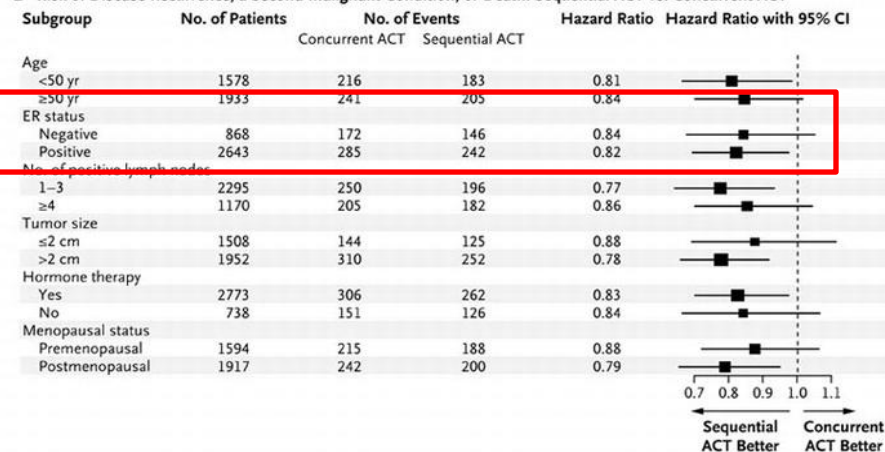 Subgroup No. of Patients No. of Events Hazard Ratio Hazard Ratio with 95% CI
Concurrent ACT Sequential ACT
Age
<50 yr 1578 216 183 0.81
≥50 yr 1933 241 205 0.84
ER status
Negative 868 172 146 0.84
Positive 2643 285 242 0.82
No. of positive lymph nodes
1–3 2295 250 196 0.77
≥4 1170 205 182 0.86
Tumor size
≤2 cm 1508 144 125 0.88
>2 cm 1952 310 252 0.78
Hormone therapy
Yes 2773 306 262 0.83
No 738 151 126 0.84
Menopausal status
Premenopausal 1594 215 188 0.88
Postmenopausal 1917 242 200 0.79
0.7 0.8 0.9 1.0 1.1
Sequential Concurrent
ACT Better ACT Better